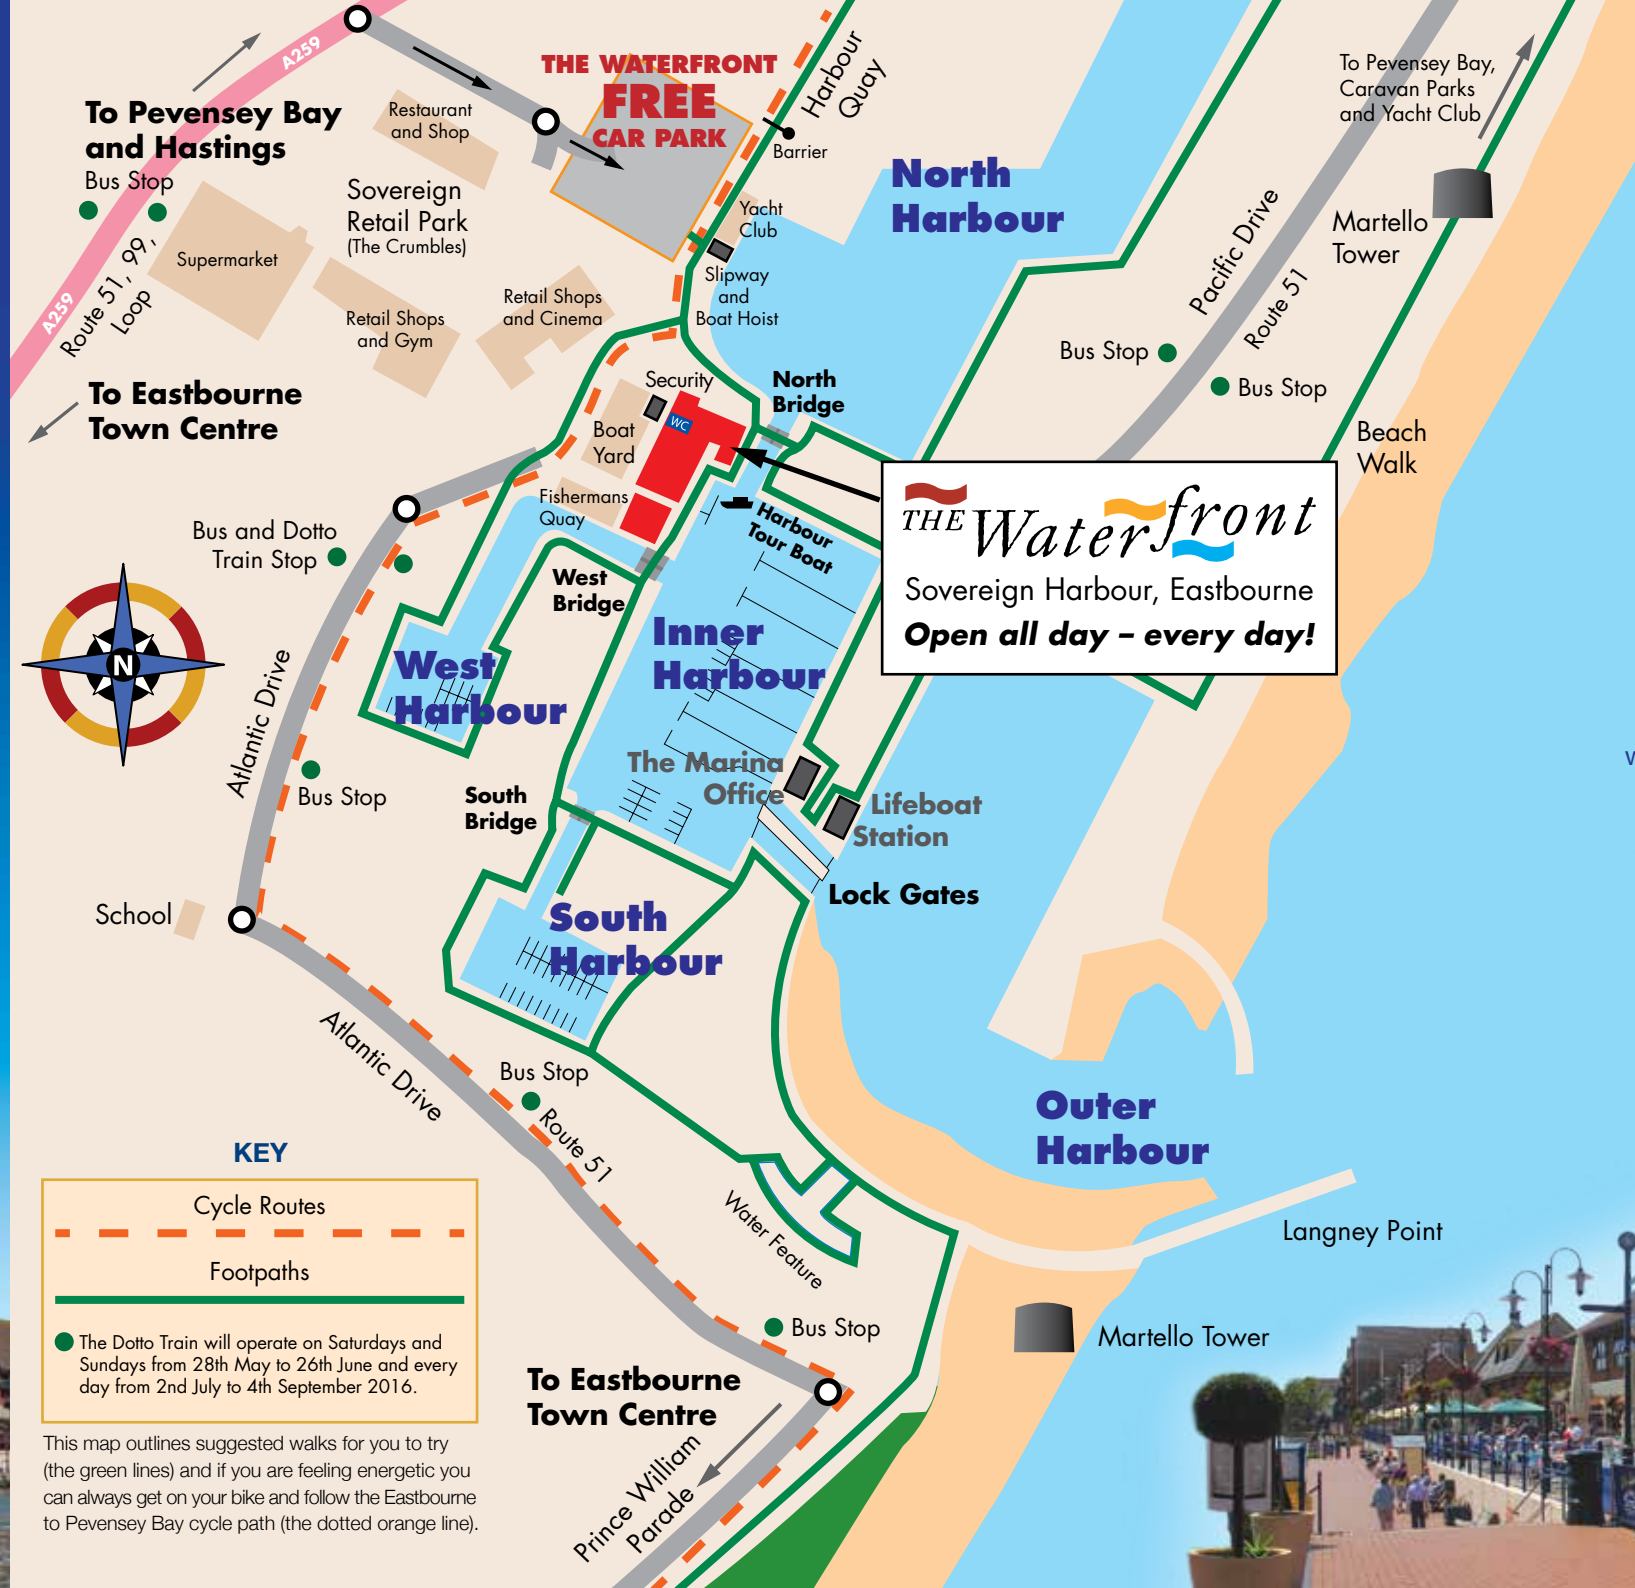 A259
THE WATERFRONT
FREE
CAR PARK
Harbour
Quay
Barrier
To Pevensey Bay,
Caravan Parks
and Yacht Club
To Pevensey Bay
and Hastings
Bus Stop
Restaurant
and Shop
Sovereign
Retail Park
(The Crumbles)
Supermarket
Yacht
Club
North
Harbour
Martello
Tower
Pacific Drive
Route 51
A259
Route 51, 99,
Loop
Retail Shops
and Gym
Retail Shops
and Cinema
Slipway
and
Boat Hoist
Bus Stop
Bus Stop
To Eastbourne
Town Centre
Security
WC
Boat
Yard
North
Bridge
Beach
Walk
Fishermans
Quay
Harbour
Tour Boat
THE Waterfront
Sovereign Harbour, Eastbourne
Open all day – every day!
Bus and Dotto
Train Stop
West
Bridge
N
Inner
Harbour
West
Harbour
Atlantic Drive
Bus Stop
The Marina
Office
South
Bridge
Lifeboat
Station
Lock Gates
School
South
Harbour
Atlantic Drive
Bus Stop
Route 51
Outer
Harbour
Water Feature
Langney Point
Bus Stop
Martello Tower
To Eastbourne
Town Centre
Prince William
Parade
KEY
Cycle Routes
Footpaths
The Dotto Train will operate on Saturdays and
Sundays from 28th May to 26th June and every
day from 2nd July to 4th September 2016.
This map outlines suggested walks for you to try
(the green lines) and if you are feeling energetic you
can always get on your bike and follow the Eastbourne
to Pevensey Bay cycle path (the dotted orange line).